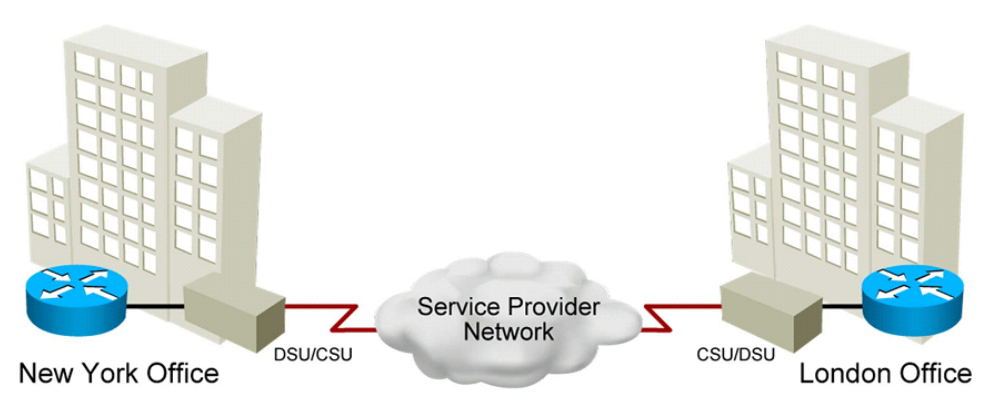 Service Provider
Network
DSU/CSU
CSU/DSU
New York Office
London Office